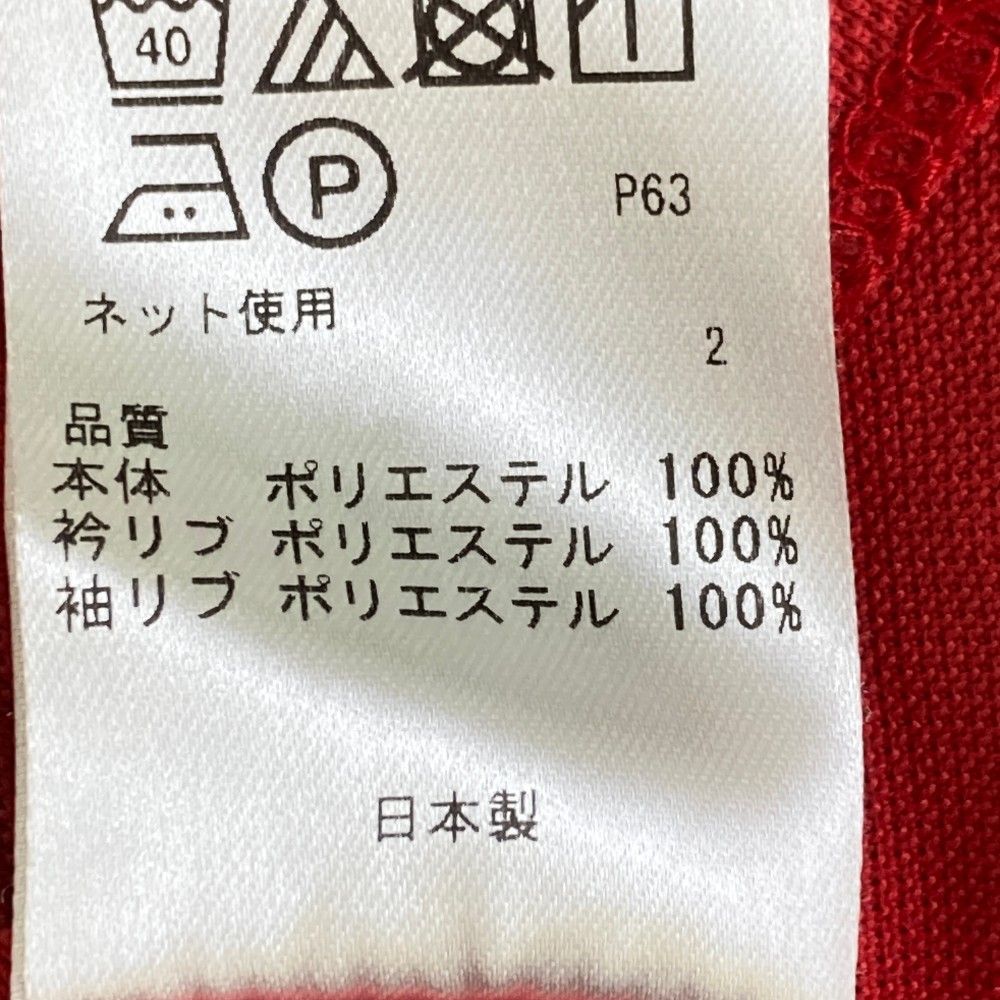 40
P P63
ネット使用
2
品質
本体 ポリエステル 100%
衿リブ ポリエステル 100%
袖リブ ポリエステル 100%
日本製